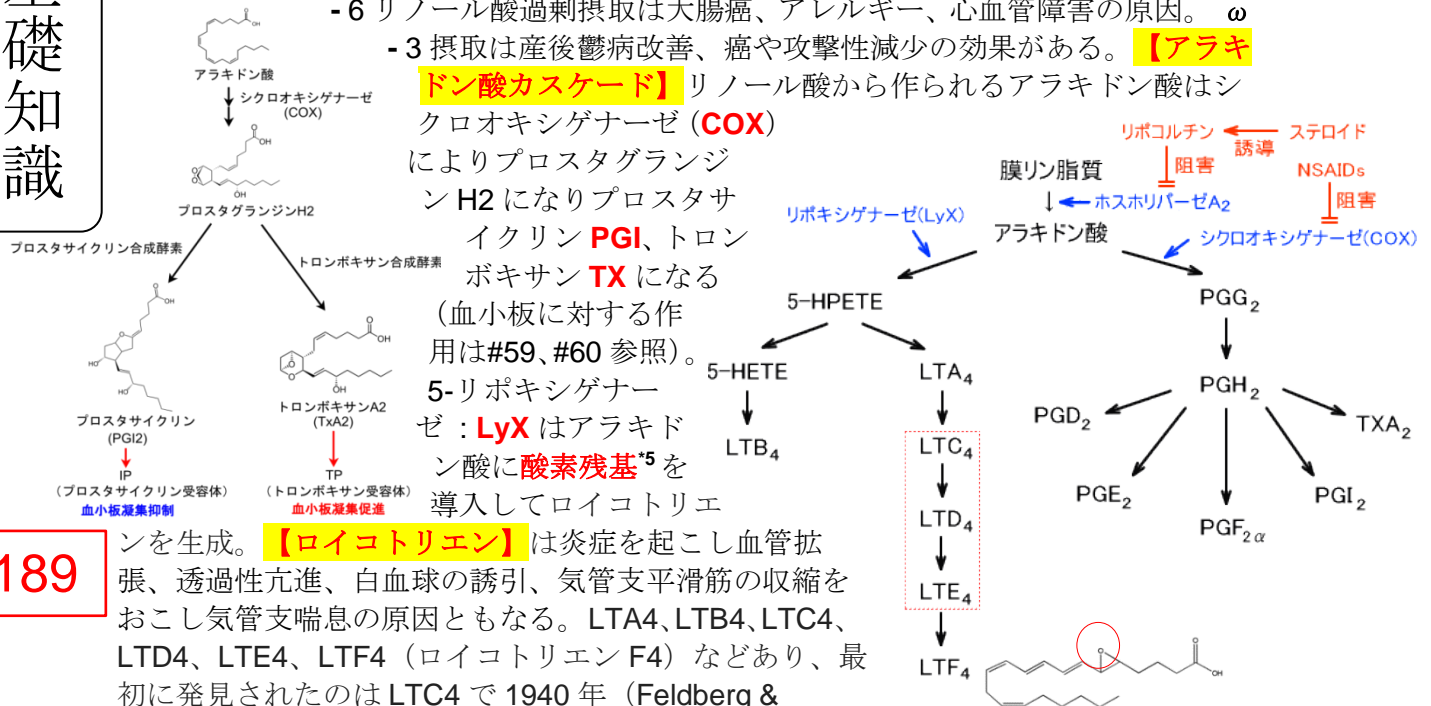 基
礎
知
識
189
- 6 リノール酸過剰摂取は大腸癌、アレルギー、心血管障害の原因。 ω
- 3 摂取は産後鬱病改善、癌や攻撃性減少の効果がある。【アラキ
ドン酸カスケード】リノール酸から作られるアラキドン酸はシ
クロオキシゲナーゼ（COX）
によりプロスタグランジ
ン H2 になりプロスタサ
イクリン PGI、トロン
ボキサン TX になる
（血小板に対する作
用は#59、#60 参照）。
5-リポキシゲナー
ゼ：LyX はアラキド
ン酸に酸素残基*5 を
導入してロイコトリエ
ンを生成。【ロイコトリエン】は炎症を起こし血管拡
張、透過性亢進、白血球の誘引、気管支平滑筋の収縮を
おこし気管支喘息の原因ともなる。LTA4、LTB4、LTC4、
LTD4、LTE4、LTF4（ロイコトリエン F4）などあり、最
初に発見されたのは LTC4 で 1940 年（Feldberg &
O
OH
アラキドン酸
シクロオキシゲナーゼ
(COX)
O
OH
O
O
OH
プロスタグランジンH2
プロスタサイクリン合成酵素
トロンボキサン合成酵素
O
OH
O
HO
HO
プロスタサイクリン
(PGI2)
IP
（プロスタサイクリン受容体）
血小板凝集抑制
O
OH
O
O
OH
トロンボキサンA2
(TxA2)
TP
（トロンボキサン受容体）
血小板凝集促進
リポコルチン ステロイド
誘導
阻害
NSAIDs
阻害
膜リン脂質
ホスホリパーゼA2
アラキドン酸
リポキシゲナーゼ(LyX)
シクロオキシゲナーゼ(COX)
5-HPETE
PGG2
5-HETE
LTA4
PGH2
PGD2
TXA2
LTB4
LTC4
PGE2
PGI2
PGF2α
LTD4
LTE4
LTF4
O
O
OH